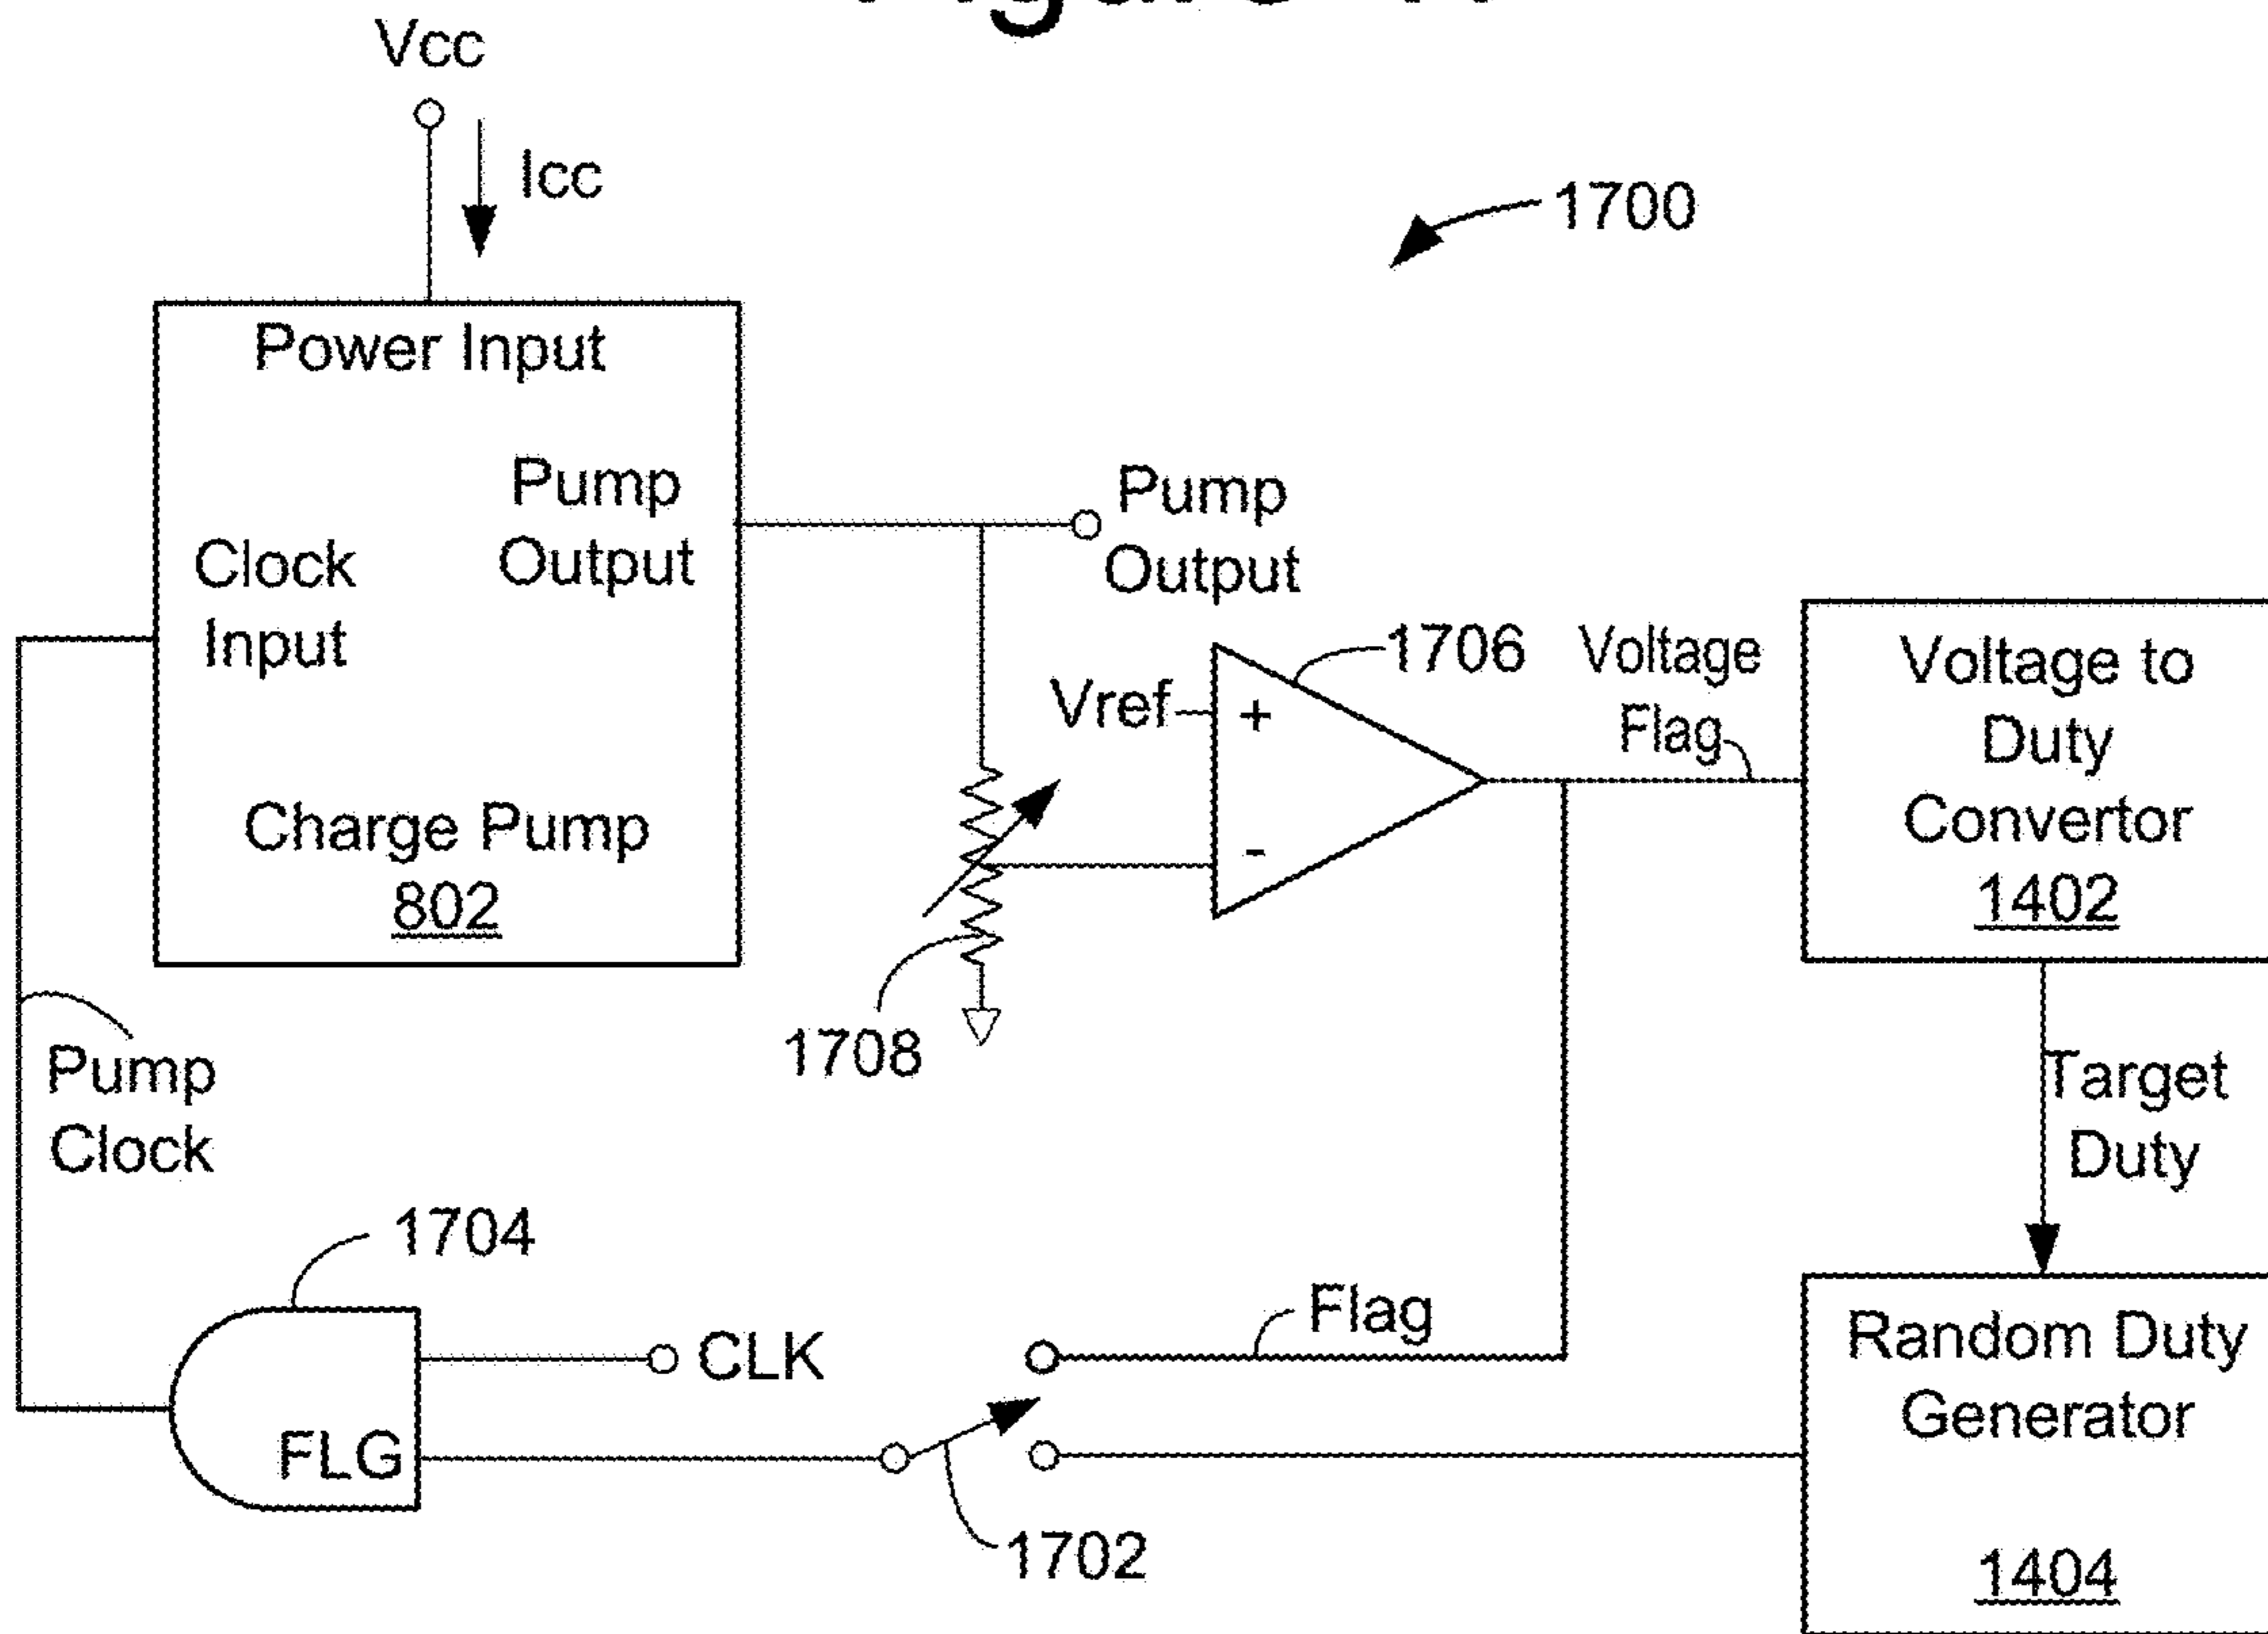 Vcc
Icc
1700
Power Input
Pump
Output
Clock
Input
Charge Pump
802
Pump
Output
Vref
+
-
1706
Voltage
Flag
Voltage to
Duty
Convertor
1402
1708
Pump
Clock
Target
Duty
1704
CLK
FLG
Flag
1702
Random Duty
Generator
1404